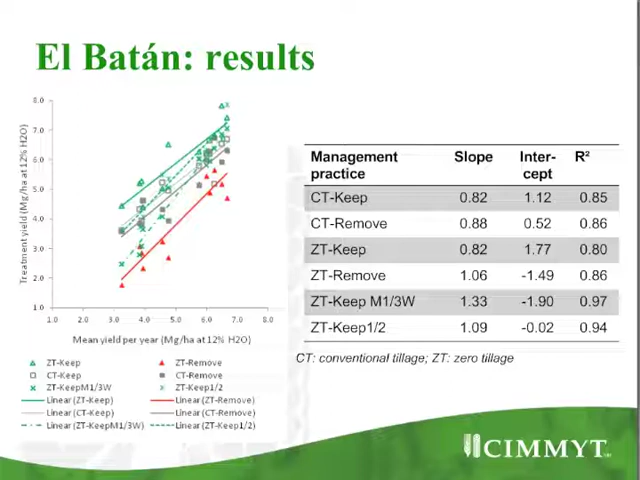 El Batán: results
Treatment yield (Mg/ha at 12% H2O)
8.0
7.0
6.0
5.0
4.0
3.0
2.0
1.0
1.0 2.0 3.0 4.0 5.0 6.0 7.0 8.0
Mean yield per year (Mg/ha at 12% H2O)
ZT-Keep ZT-Remove
CT-Keep CT-Remove
ZT-KeepM1/3W ZT-Keep1/2
Linear (ZT-Keep) Linear (ZT-Remove)
Linear (CT-Keep) Linear (CT-Remove)
Linear (ZT-KeepM1/3W) Linear (ZT-Keep1/2)
Management practice Slope Inter-cept R²
CT-Keep 0.82 1.12 0.85
CT-Remove 0.88 0.52 0.86
ZT-Keep 0.82 1.77 0.80
ZT-Remove 1.06 -1.49 0.86
ZT-Keep M1/3W 1.33 -1.90 0.97
ZT-Keep1/2 1.09 -0.02 0.94
CT: conventional tillage; ZT: zero tillage
CIMMYT